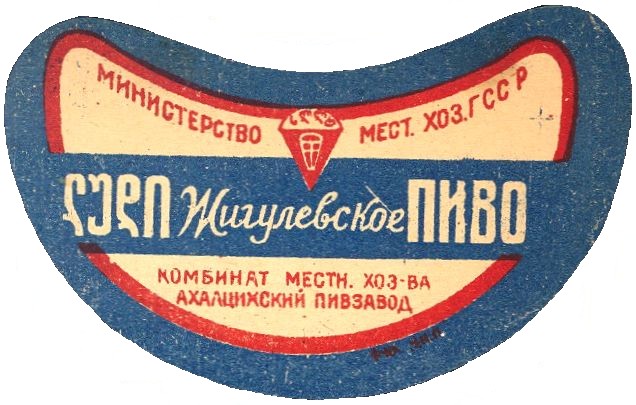 МИНИСТЕРСТВО МЕСТ. ХОЗ. ГССР
ლუდი Жигулевское ПИВО
КОМБИНАТ МЕСТН. ХОЗ-ВА
АХАЛЦИХСКИЙ ПИВЗАВОД